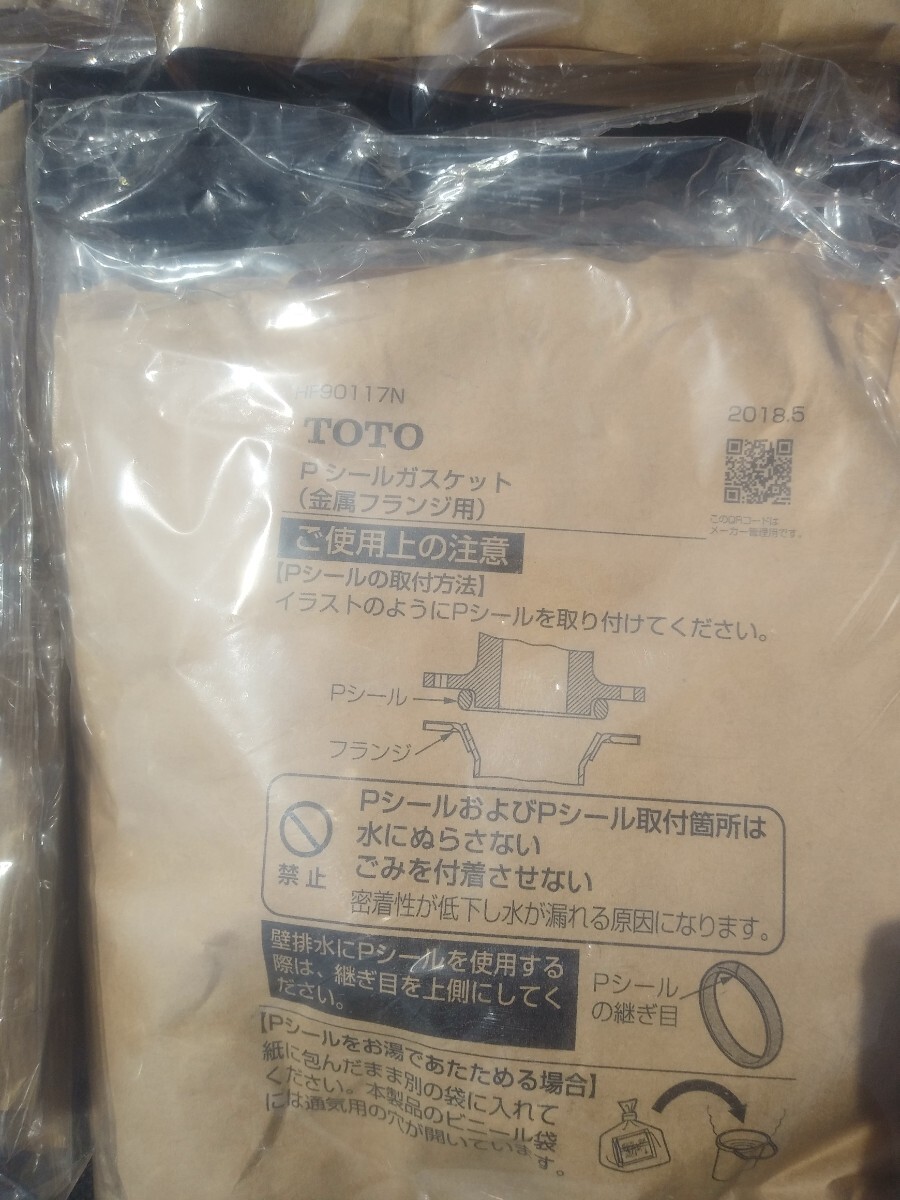 HF90117N
2018.5
TOTO
Pシールガスケット
(金属フランジ用)
このQRコードは
メーカー管理用です。
ご使用上の注意
【Pシールの取付方法】
イラストのようにPシールを取り付けてください。
Pシール
フランジ
禁止
PシールおよびPシール取付箇所は
水にぬらさない
ごみを付着させない
密着性が低下し水が漏れる原因になります。
壁排水にPシールを使用する
際は、継ぎ目を上側にしてく
ださい。
Pシール
の継ぎ目
【Pシールをお湯であたためる場合】
紙に包んだまま別の袋に入れて
ください。本製品のビニール袋
には通気用の穴が開いています。